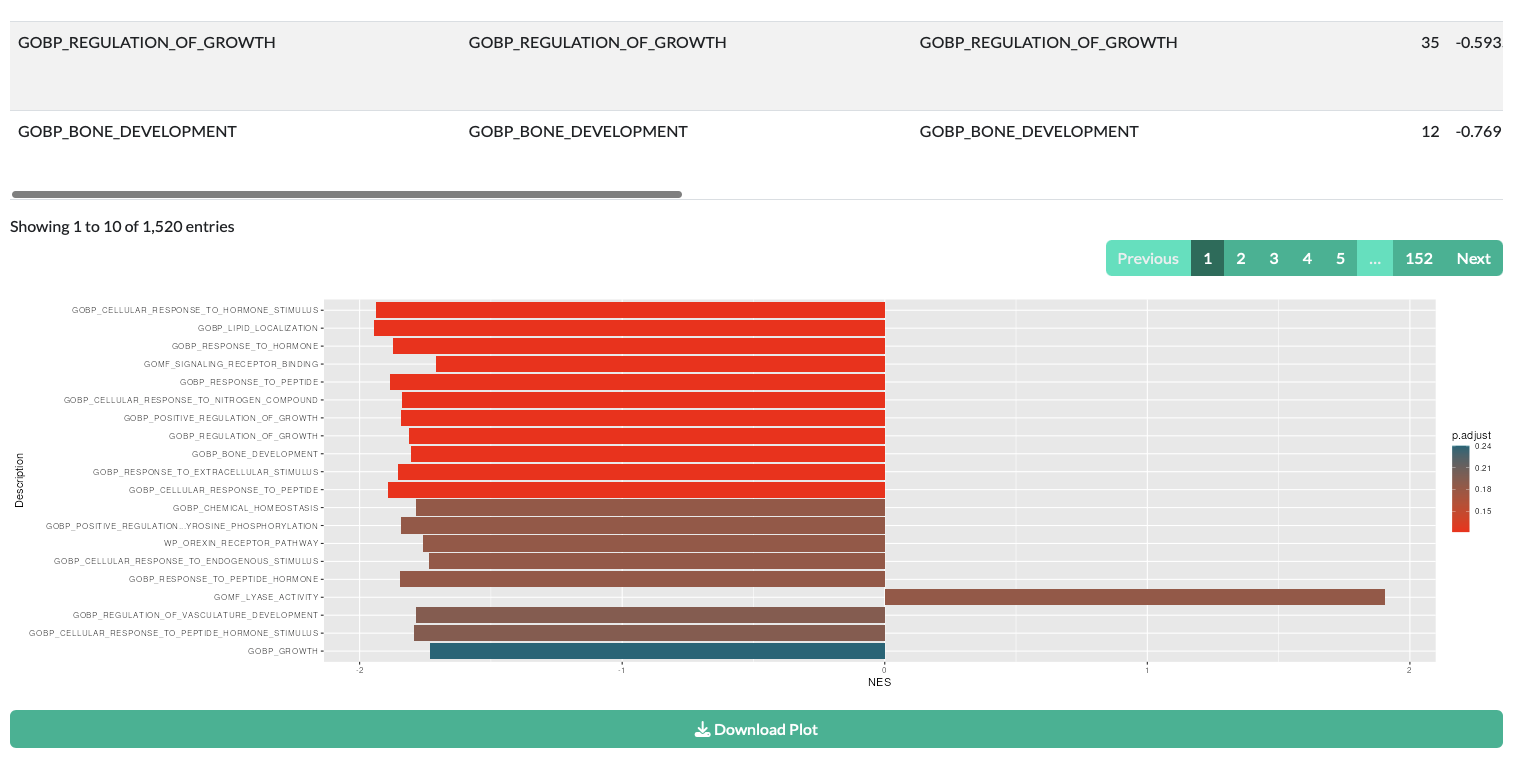 GOBP_REGULATION_OF_GROWTH GOBP_REGULATION_OF_GROWTH GOBP_REGULATION_OF_GROWTH 35 -0.593
GOBP_BONE_DEVELOPMENT GOBP_BONE_DEVELOPMENT GOBP_BONE_DEVELOPMENT 12 -0.769
Showing 1 to 10 of 1,520 entries
Previous 1 2 3 4 5 ... 152 Next
Description
GOBP_CELLULAR_RESPONSE_TO_HORMONE_STIMULUS
GOBP_LIPID_LOCALIZATION
GOBP_RESPONSE_TO_HORMONE
GOMF_SIGNALING_RECEPTOR_BINDING
GOBP_RESPONSE_TO_PEPTIDE
GOBP_CELLULAR_RESPONSE_TO_NITROGEN_COMPOUND
GOBP_POSITIVE_REGULATION_OF_GROWTH
GOBP_REGULATION_OF_GROWTH
GOBP_BONE_DEVELOPMENT
GOBP_RESPONSE_TO_EXTRACELLULAR_STIMULUS
GOBP_CELLULAR_RESPONSE_TO_PEPTIDE
GOBP_CHEMICAL_HOMEOSTASIS
GOBP_POSITIVE_REGULATION...YROSINE_PHOSPHORYLATION
WP_OREXIN_RECEPTOR_PATHWAY
GOBP_CELLULAR_RESPONSE_TO_ENDOGENOUS_STIMULUS
GOBP_RESPONSE_TO_PEPTIDE_HORMONE
GOMF_LYASE_ACTIVITY
GOBP_REGULATION_OF_VASCULATURE_DEVELOPMENT
GOBP_CELLULAR_RESPONSE_TO_PEPTIDE_HORMONE_STIMULUS
GOBP_GROWTH
-2 -1 0 1 2
NES
p.adjust
0.24
0.21
0.18
0.15
Download Plot